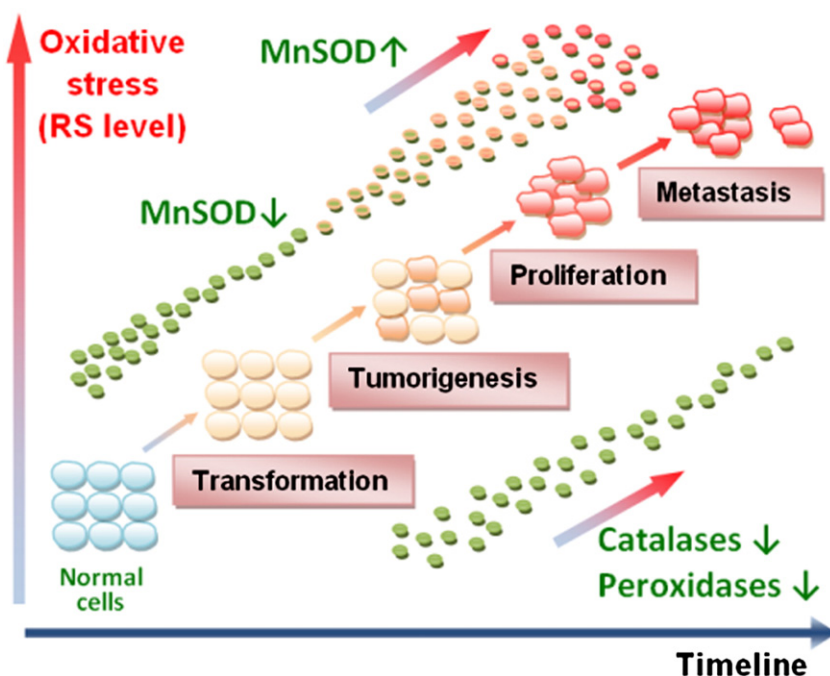 Oxidative
stress
(RS level)
MnSOD↑
MnSOD↓
Metastasis
Proliferation
Tumorigenesis
Transformation
Normal
cells
Catalases ↓
Peroxidases ↓
Timeline